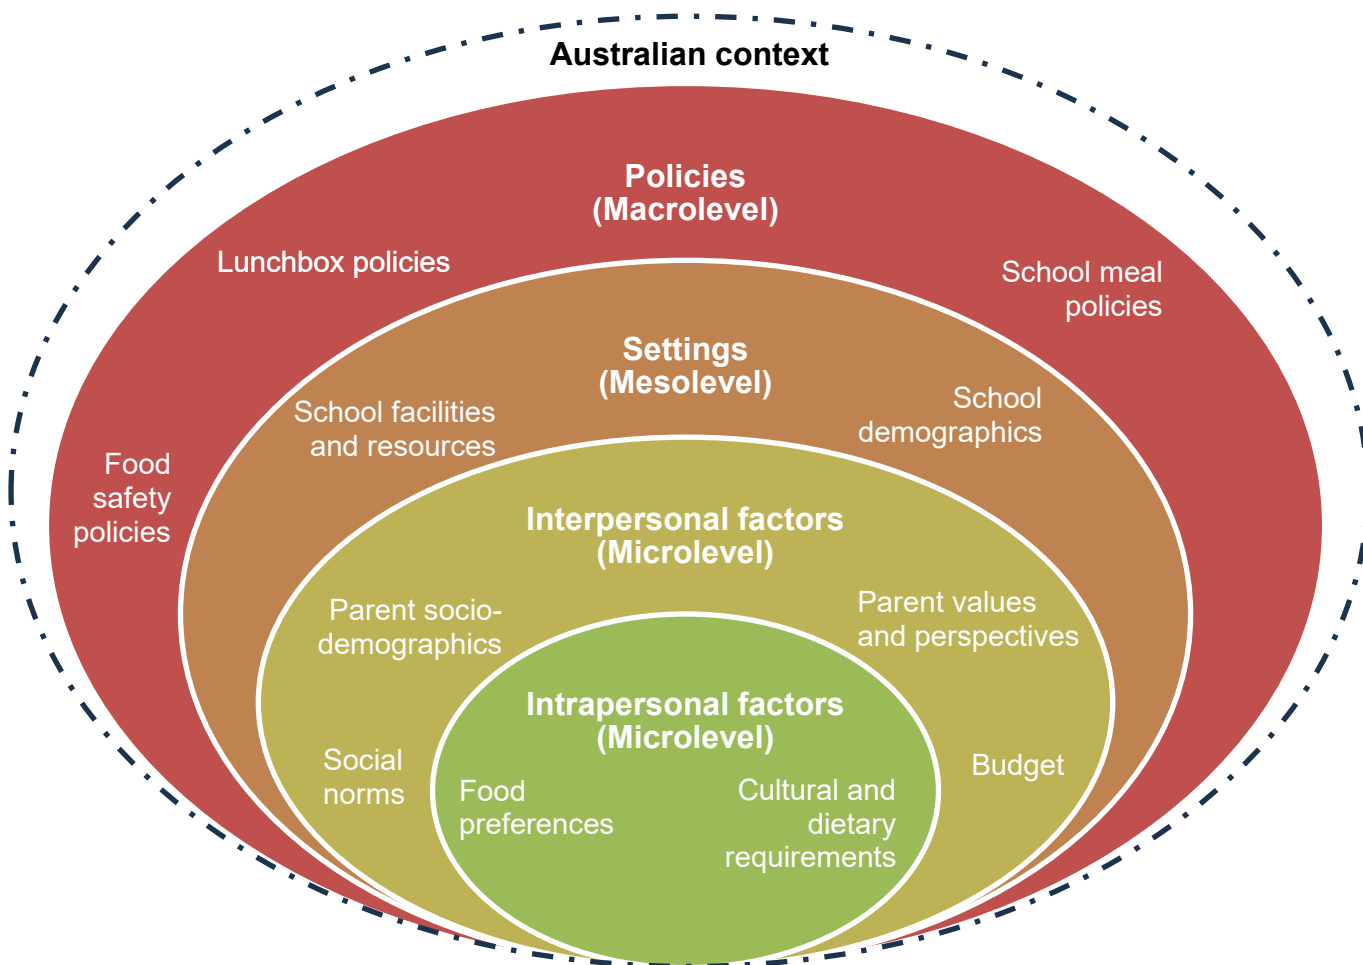 Australian context
Policies
(Macrolevel)
Lunchbox policies
School meal
policies
Food
safety
policies
Settings
(Mesolevel)
School facilities
and resources
School
demographics
Interpersonal factors
(Microlevel)
Parent socio-
demographics
Parent values
and perspectives
Social
norms
Budget
Intrapersonal factors
(Microlevel)
Food
preferences
Cultural and
dietary
requirements